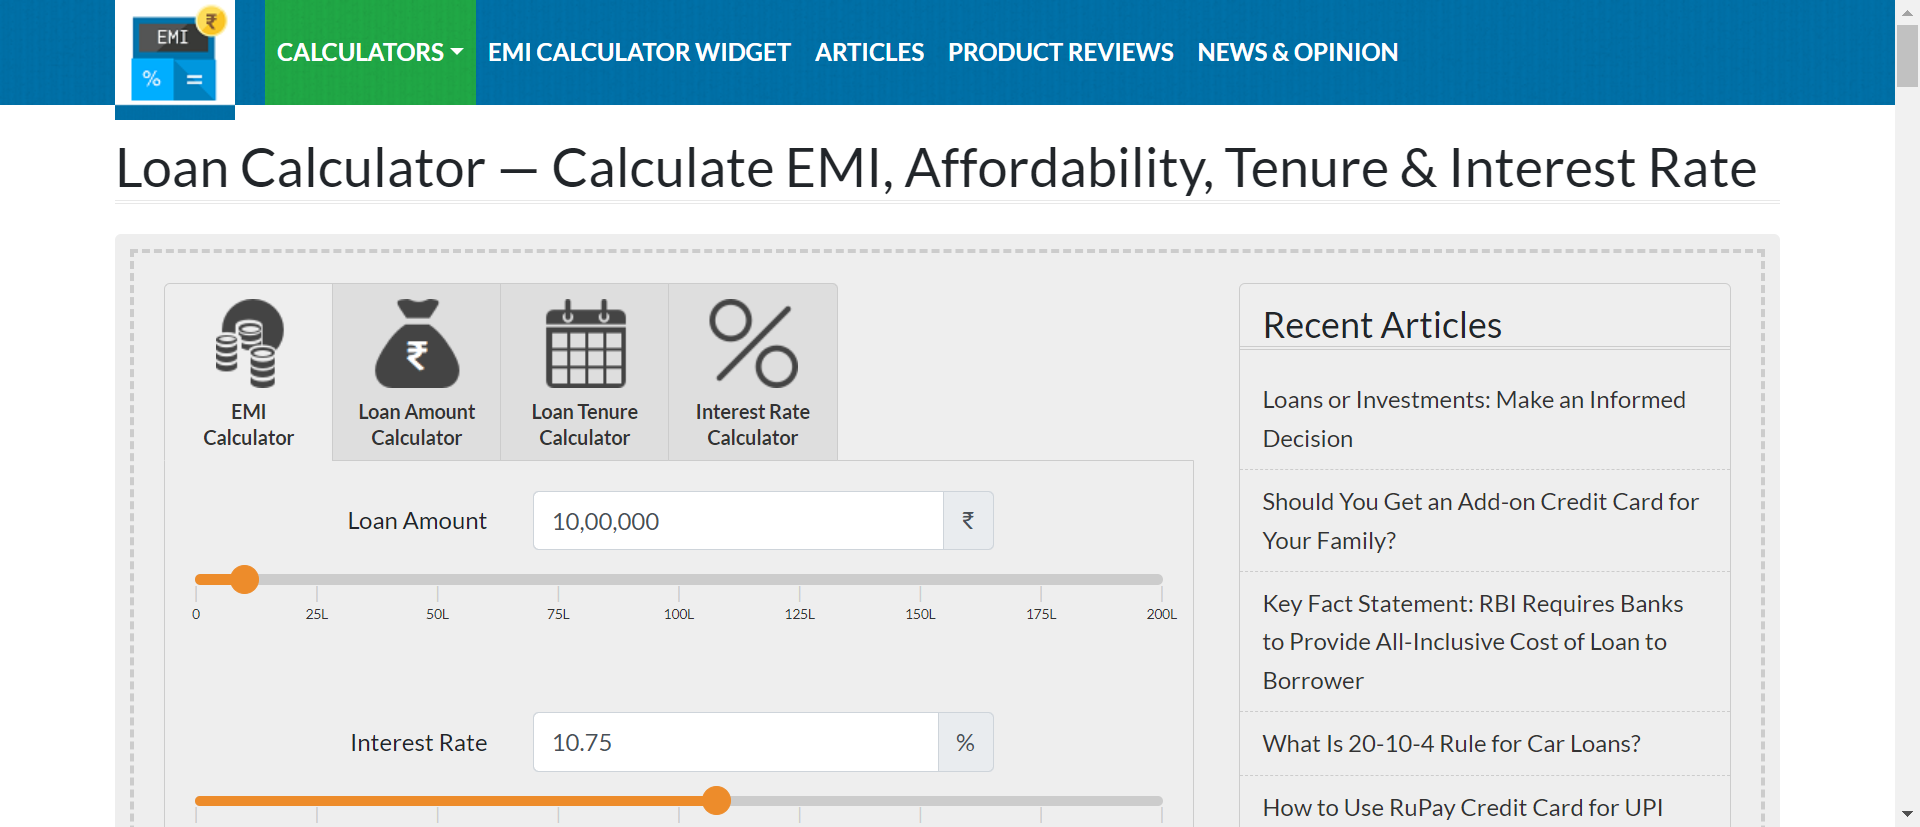 EMI
₹
%
=
CALCULATORS
EMI CALCULATOR WIDGET
ARTICLES
PRODUCT REVIEWS
NEWS & OPINION
Loan Calculator — Calculate EMI, Affordability, Tenure & Interest Rate
EMI
Calculator
₹
Loan Amount
Calculator
Loan Tenure
Calculator
Interest Rate
Calculator
Loan Amount
10,00,000
₹
0
25L
50L
75L
100L
125L
150L
175L
200L
Interest Rate
10.75
%
Recent Articles
Loans or Investments: Make an Informed
Decision
Should You Get an Add-on Credit Card for
Your Family?
Key Fact Statement: RBI Requires Banks
to Provide All-Inclusive Cost of Loan to
Borrower
What Is 20-10-4 Rule for Car Loans?
How to Use RuPay Credit Card for UPI